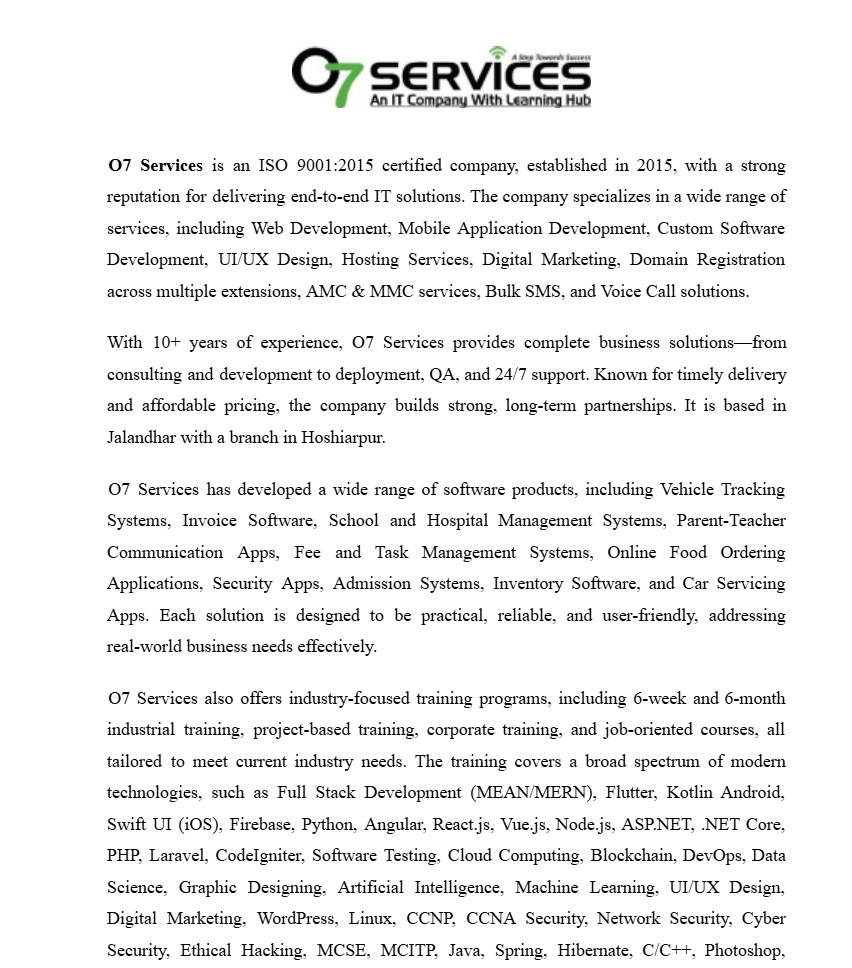 A Step Towards Success
O7 SERVICES
An IT Company With Learning Hub
O7 Services is an ISO 9001:2015 certified company, established in 2015, with a strong
reputation for delivering end-to-end IT solutions. The company specializes in a wide range of
services, including Web Development, Mobile Application Development, Custom Software
Development, UI/UX Design, Hosting Services, Digital Marketing, Domain Registration
across multiple extensions, AMC & MMC services, Bulk SMS, and Voice Call solutions.
With 10+ years of experience, O7 Services provides complete business solutions—from
consulting and development to deployment, QA, and 24/7 support. Known for timely delivery
and affordable pricing, the company builds strong, long-term partnerships. It is based in
Jalandhar with a branch in Hoshiarpur.
O7 Services has developed a wide range of software products, including Vehicle Tracking
Systems, Invoice Software, School and Hospital Management Systems, Parent-Teacher
Communication Apps, Fee and Task Management Systems, Online Food Ordering
Applications, Security Apps, Admission Systems, Inventory Software, and Car Servicing
Apps. Each solution is designed to be practical, reliable, and user-friendly, addressing
real-world business needs effectively.
O7 Services also offers industry-focused training programs, including 6-week and 6-month
industrial training, project-based training, corporate training, and job-oriented courses, all
tailored to meet current industry needs. The training covers a broad spectrum of modern
technologies, such as Full Stack Development (MEAN/MERN), Flutter, Kotlin Android,
Swift UI (iOS), Firebase, Python, Angular, React.js, Vue.js, Node.js, ASP.NET, .NET Core,
PHP, Laravel, CodeIgniter, Software Testing, Cloud Computing, Blockchain, DevOps, Data
Science, Graphic Designing, Artificial Intelligence, Machine Learning, UI/UX Design,
Digital Marketing, WordPress, Linux, CCNP, CCNA Security, Network Security, Cyber
Security, Ethical Hacking, MCSE, MCITP, Java, Spring, Hibernate, C/C++, Photoshop,